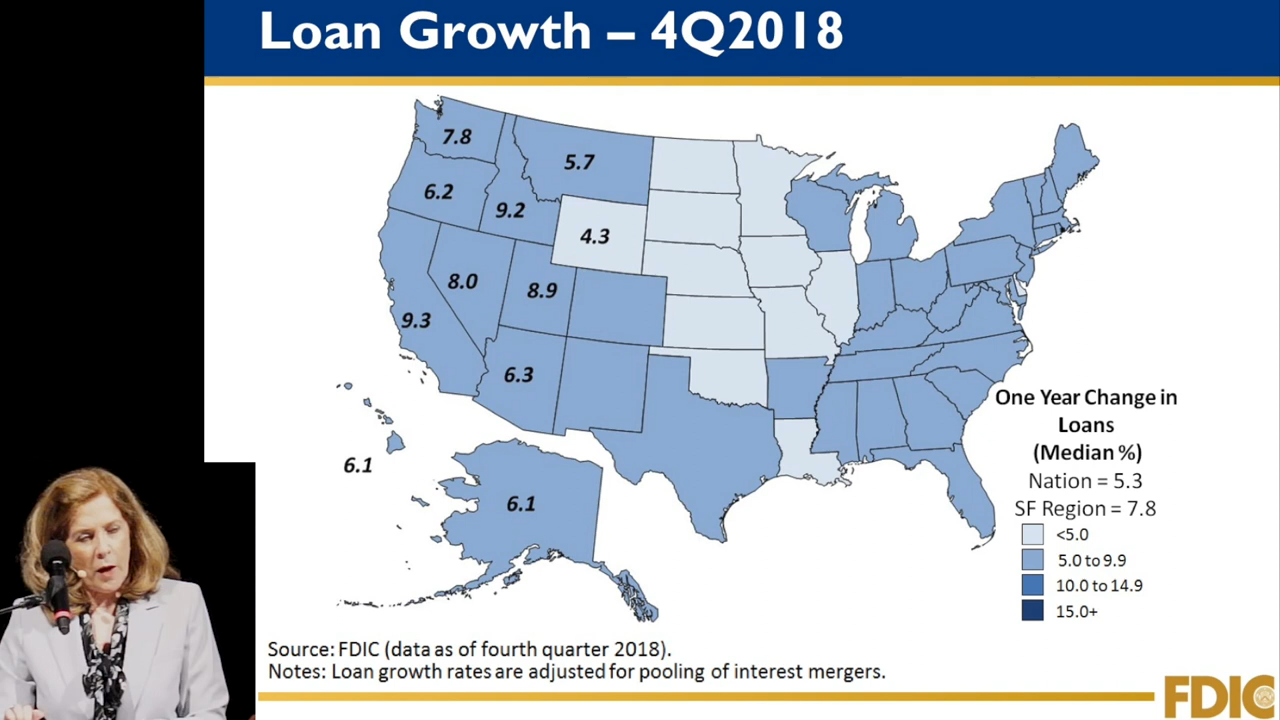 Loan Growth – 4Q2018
7.8
5.7
6.2
9.2
4.3
8.0
8.9
9.3
6.3
6.1
6.1
One Year Change in
Loans
(Median %)
Nation = 5.3
SF Region = 7.8
<5.0
5.0 to 9.9
10.0 to 14.9
15.0+
Source: FDIC (data as of fourth quarter 2018).
Notes: Loan growth rates are adjusted for pooling of interest mergers.
FDIC